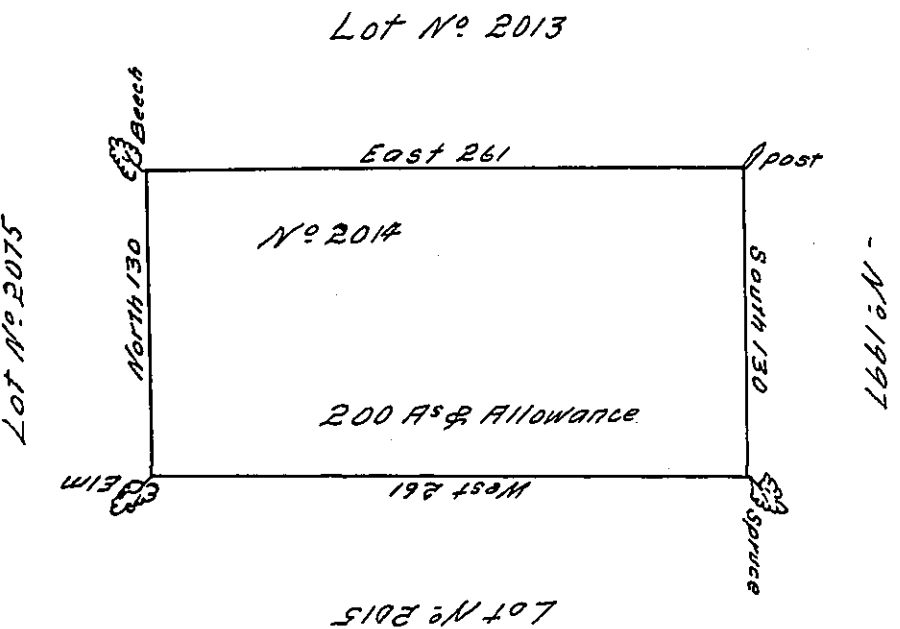 Lot Nº 2013
Beech
East 261
post
Nº 2014
North 130
South 130
Lot Nº 2075
- Nº 1997
200 Aˢ & Allowance
Elm
West 261
Spruce
Lot Nº 2015